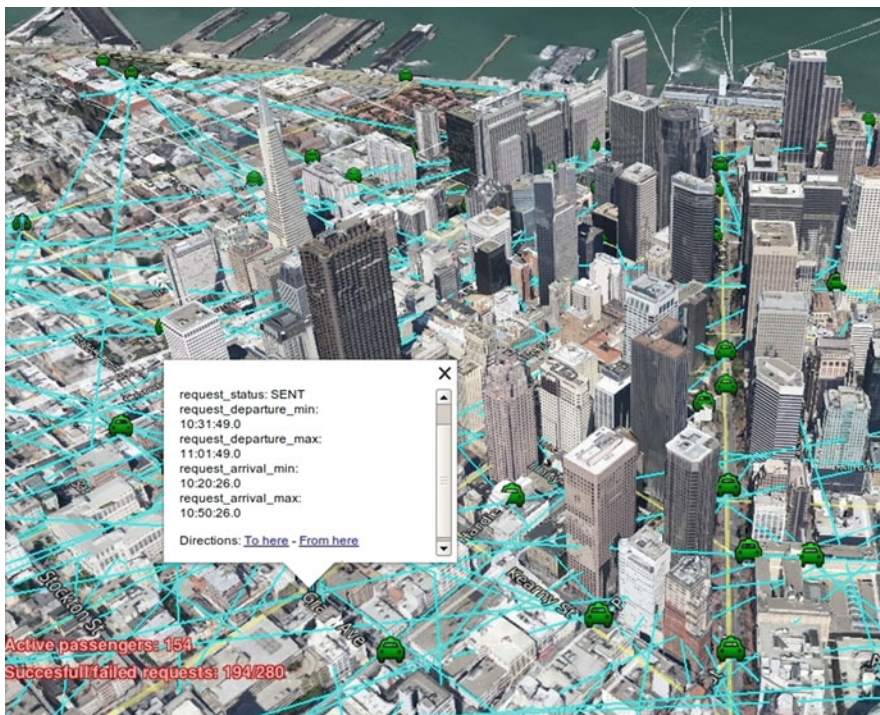 request_status: SENT
request_departure_min:
10:31:49.0
request_departure_max:
11:01:49.0
request_arrival_min:
10:20:26.0
request_arrival_max:
10:50:26.0
Directions: To here - From here
Kearny St
Stockton St
Ave
Active passengers: 154
Succesfull/failed requests: 194/280